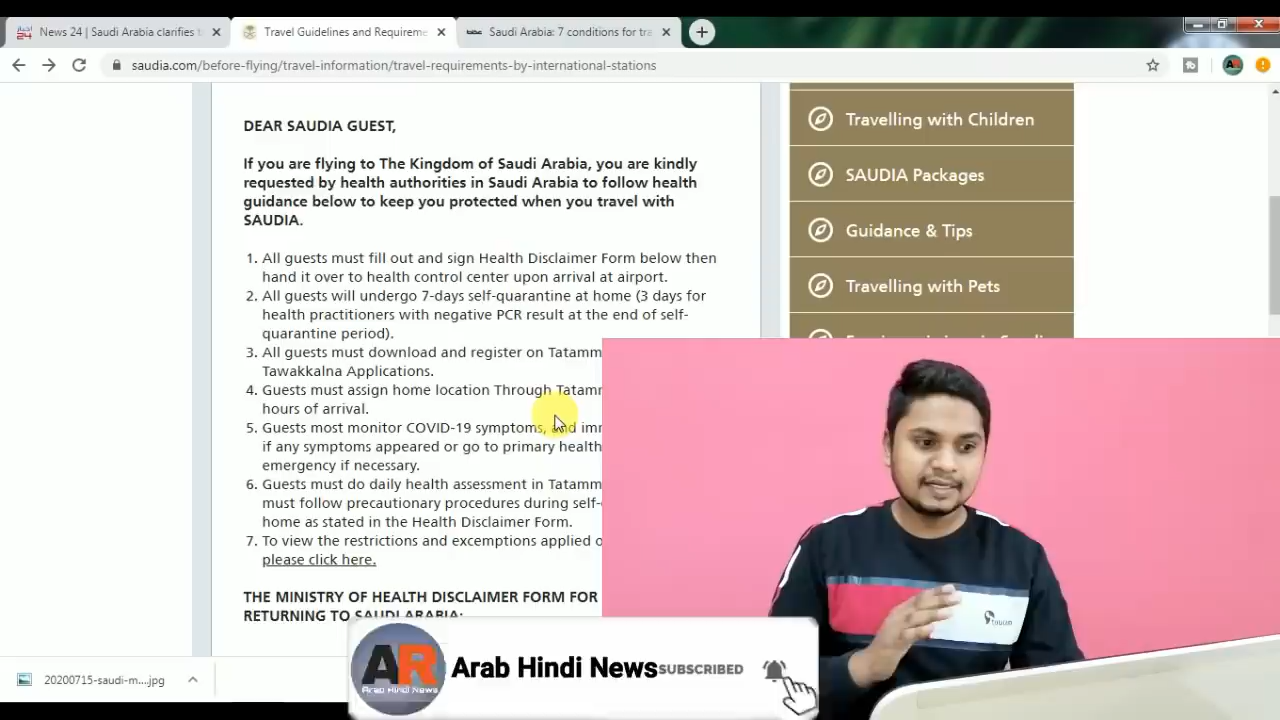 News 24 | Saudi Arabia clarifies t
Travel Guidelines and Requireme
Saudi Arabia: 7 conditions for tra
saudia.com/before-flying/travel-information/travel-requirements-by-international-stations
DEAR SAUDIA GUEST,
If you are flying to The Kingdom of Saudi Arabia, you are kindly
requested by health authorities in Saudi Arabia to follow health
guidance below to keep you protected when you travel with
SAUDIA.
1. All guests must fill out and sign Health Disclaimer Form below then
hand it over to health control center upon arrival at airport.
2. All guests will undergo 7-days self-quarantine at home (3 days for
health practitioners with negative PCR result at the end of self-
quarantine period).
3. All guests must download and register on Tatamm
Tawakkalna Applications.
4. Guests must assign home location Through Tatamm
hours of arrival.
5. Guests most monitor COVID-19 symptoms, and imm
if any symptoms appeared or go to primary health
emergency if necessary.
6. Guests must do daily health assessment in Tatamm
must follow precautionary procedures during self-
home as stated in the Health Disclaimer Form.
7. To view the restrictions and excemptions applied o
please click here.
THE MINISTRY OF HEALTH DISCLAIMER FORM FOR
RETURNING TO SAUDI ARABIA:
Travelling with Children
SAUDIA Packages
Guidance & Tips
Travelling with Pets
20200715-saudi-m....jpg
AR
Arab Hindi News
Arab Hindi News
SUBSCRIBED